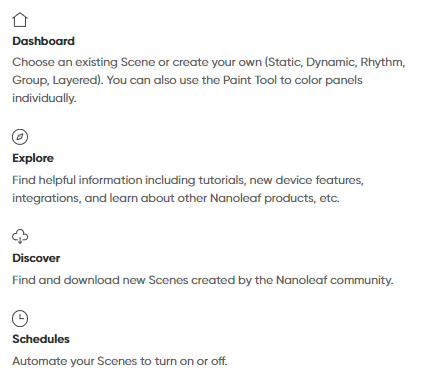 Dashboard
Choose an existing Scene or create your own (Static, Dynamic, Rhythm,
Group, Layered). You can also use the Paint Tool to color panels
individually.
Explore
Find helpful information including tutorials, new device features,
integrations, and learn about other Nanoleaf products, etc.
Discover
Find and download new Scenes created by the Nanoleaf community.
Schedules
Automate your Scenes to turn on or off.